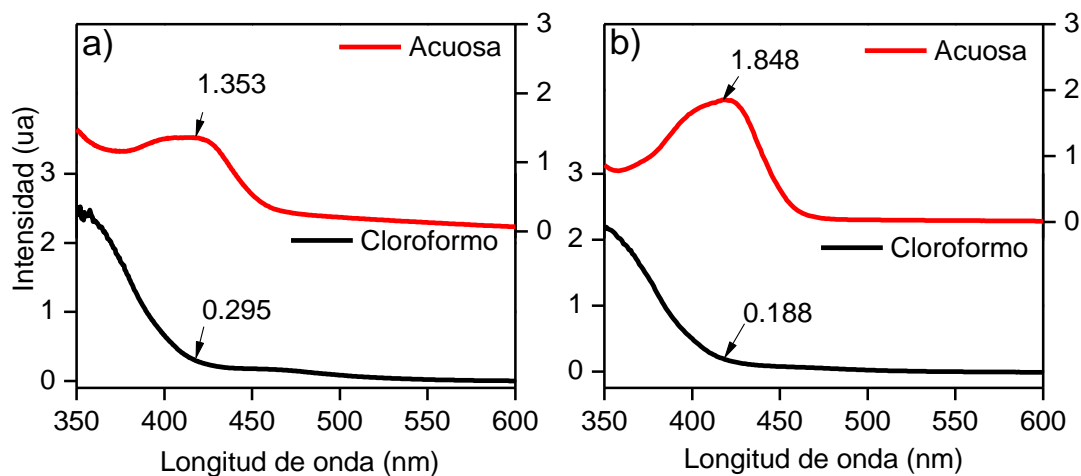 a)
Acuosa
1.353
Cloroformo
0.295
Intensidad (ua)
3
2
1
0
3
2
1
0
350 400 450 500 550 600
Longitud de onda (nm)
b)
Acuosa
1.848
Cloroformo
0.188
3
2
1
0
3
2
1
0
350 400 450 500 550 600
Longitud de onda (nm)